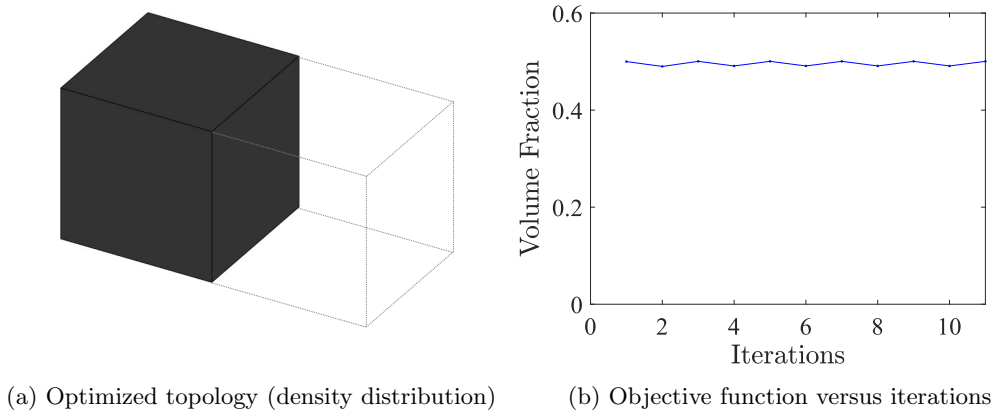 0.6
0.4
0.2
0
Volume Fraction
0 2 4 6 8 10
Iterations
(a) Optimized topology (density distribution)
(b) Objective function versus iterations